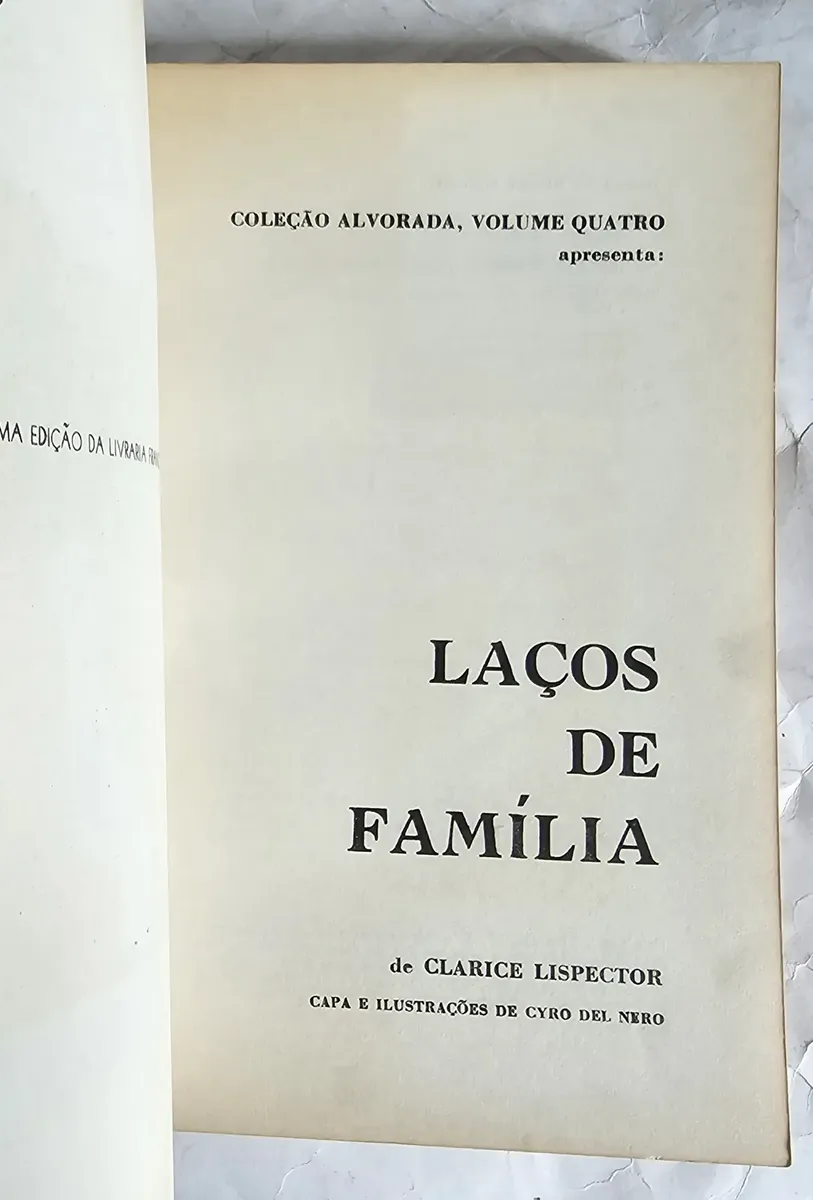 MA EDIÇÃO DA LIVRARIA
COLEÇÃO ALVORADA, VOLUME QUATRO
apresenta:
LAÇOS
DE
FAMÍLIA
de CLARICE LISPECTOR
CAPA E ILUSTRAÇÕES DE CYRO DEL NERO